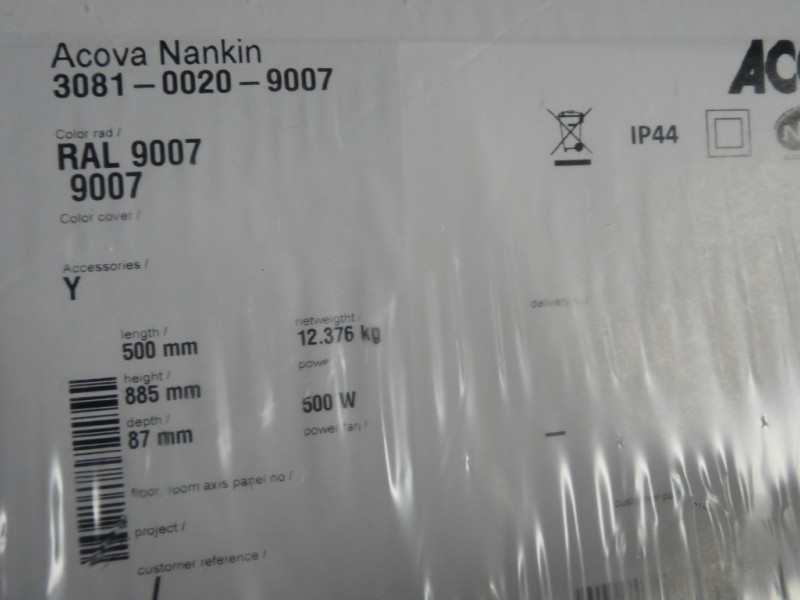 Acova Nankin
3081-0020-9007
ACO
Color rad /
RAL 9007
9007
Color cover /
IP44
N
Accessories /
Y
length /
500 mm
height /
885 mm
depth /
87 mm
netweigtht /
12.376 kg
power
500 W
power fan /
delivery
floor, room axis panel no /
project /
customer reference /